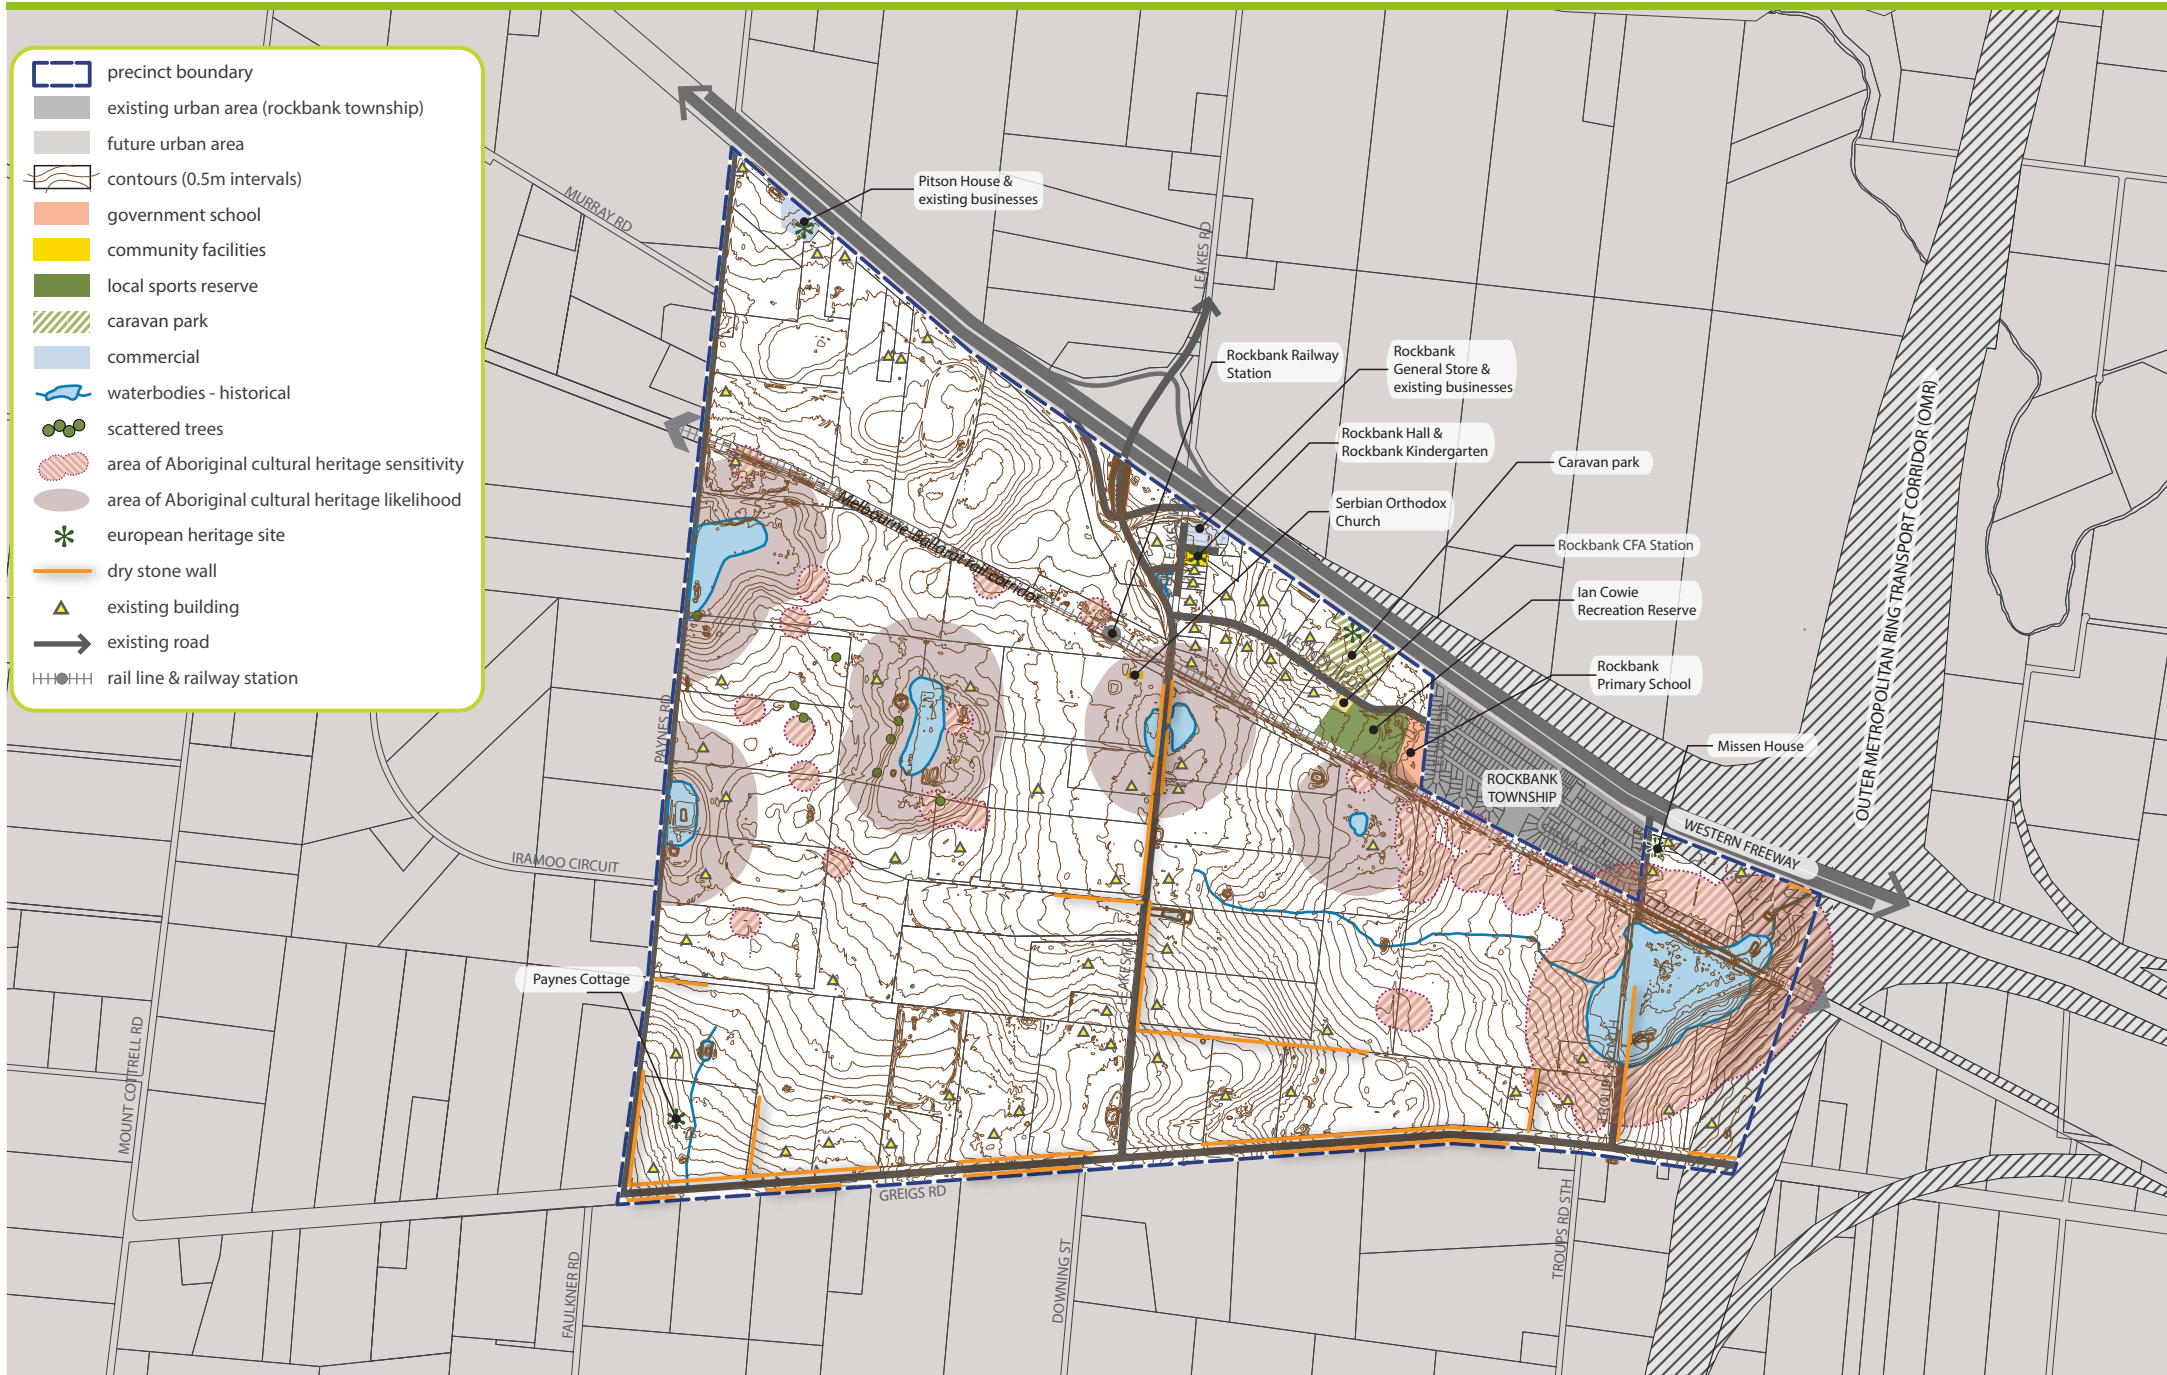 precinct boundary
existing urban area (rockbank township)
future urban area
contours (0.5m intervals)
government school
community facilities
local sports reserve
caravan park
commercial
waterbodies - historical
scattered trees
area of Aboriginal cultural heritage sensitivity
area of Aboriginal cultural heritage likelihood
european heritage site
dry stone wall
existing building
existing road
rail line & railway station
MURRAY RD
Pitson House &
existing businesses
LEAKES RD
Rockbank Railway
Station
Rockbank
General Store &
existing businesses
Rockbank Hall &
Rockbank Kindergarten
Caravan park
Serbian Orthodox
Church
Rockbank CFA Station
Ian Cowie
Recreation Reserve
Rockbank
Primary School
Missen House
OUTER METROPOLITAN RING TRANSPORT CORRIDOR (OMR)
Melbourne-Ballarat rail corridor
PAYNES RD
ROCKBANK
TOWNSHIP
WESTERN FREEWAY
IRAMOO CIRCUIT
Paynes Cottage
LEAKES RD
MOUNT COTTRELL RD
GREIGS RD
FAULKNER RD
DOWNING ST
TROUPS RD STH